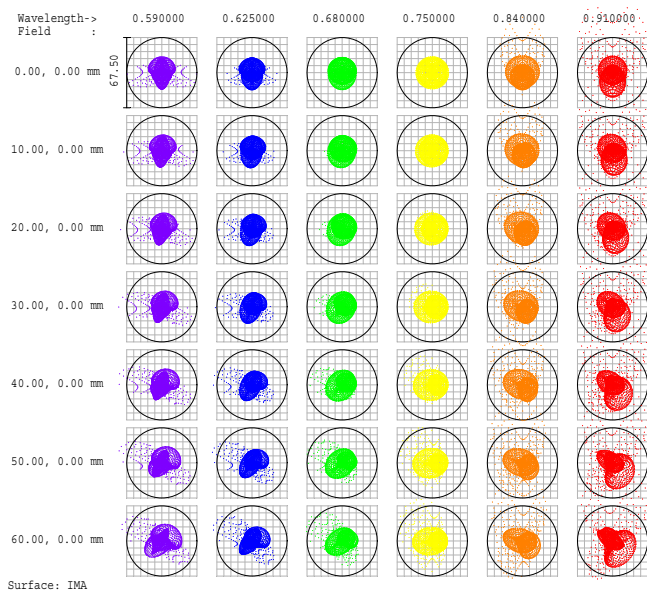 Wavelength-> 0.590000 0.625000 0.680000 0.750000 0.840000 0.910000
Field :
0.00, 0.00 mm
67.50
10.00, 0.00 mm
20.00, 0.00 mm
30.00, 0.00 mm
40.00, 0.00 mm
50.00, 0.00 mm
60.00, 0.00 mm
Surface: IMA